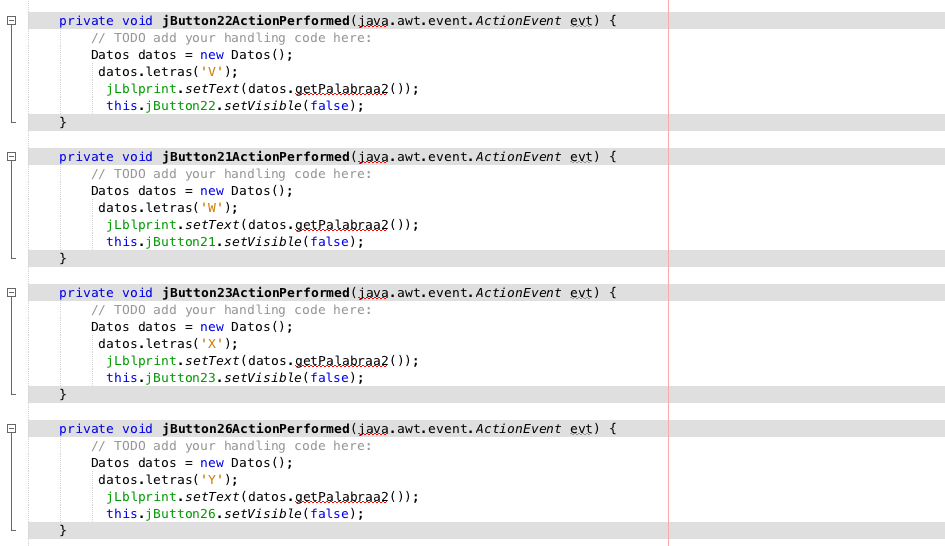 private void jButton22ActionPerformed(java.awt.event.ActionEvent evt) {
// TODO add your handling code here:
Datos datos = new Datos();
datos.letras('V');
jLblprint.setText(datos.getPalabraa2());
this.jButton22.setVisible(false);
}
private void jButton21ActionPerformed(java.awt.event.ActionEvent evt) {
// TODO add your handling code here:
Datos datos = new Datos();
datos.letras('W');
jLblprint.setText(datos.getPalabraa2());
this.jButton21.setVisible(false);
}
private void jButton23ActionPerformed(java.awt.event.ActionEvent evt) {
// TODO add your handling code here:
Datos datos = new Datos();
datos.letras('X');
jLblprint.setText(datos.getPalabraa2());
this.jButton23.setVisible(false);
}
private void jButton26ActionPerformed(java.awt.event.ActionEvent evt) {
// TODO add your handling code here:
Datos datos = new Datos();
datos.letras('Y');
jLblprint.setText(datos.getPalabraa2());
this.jButton26.setVisible(false);
}